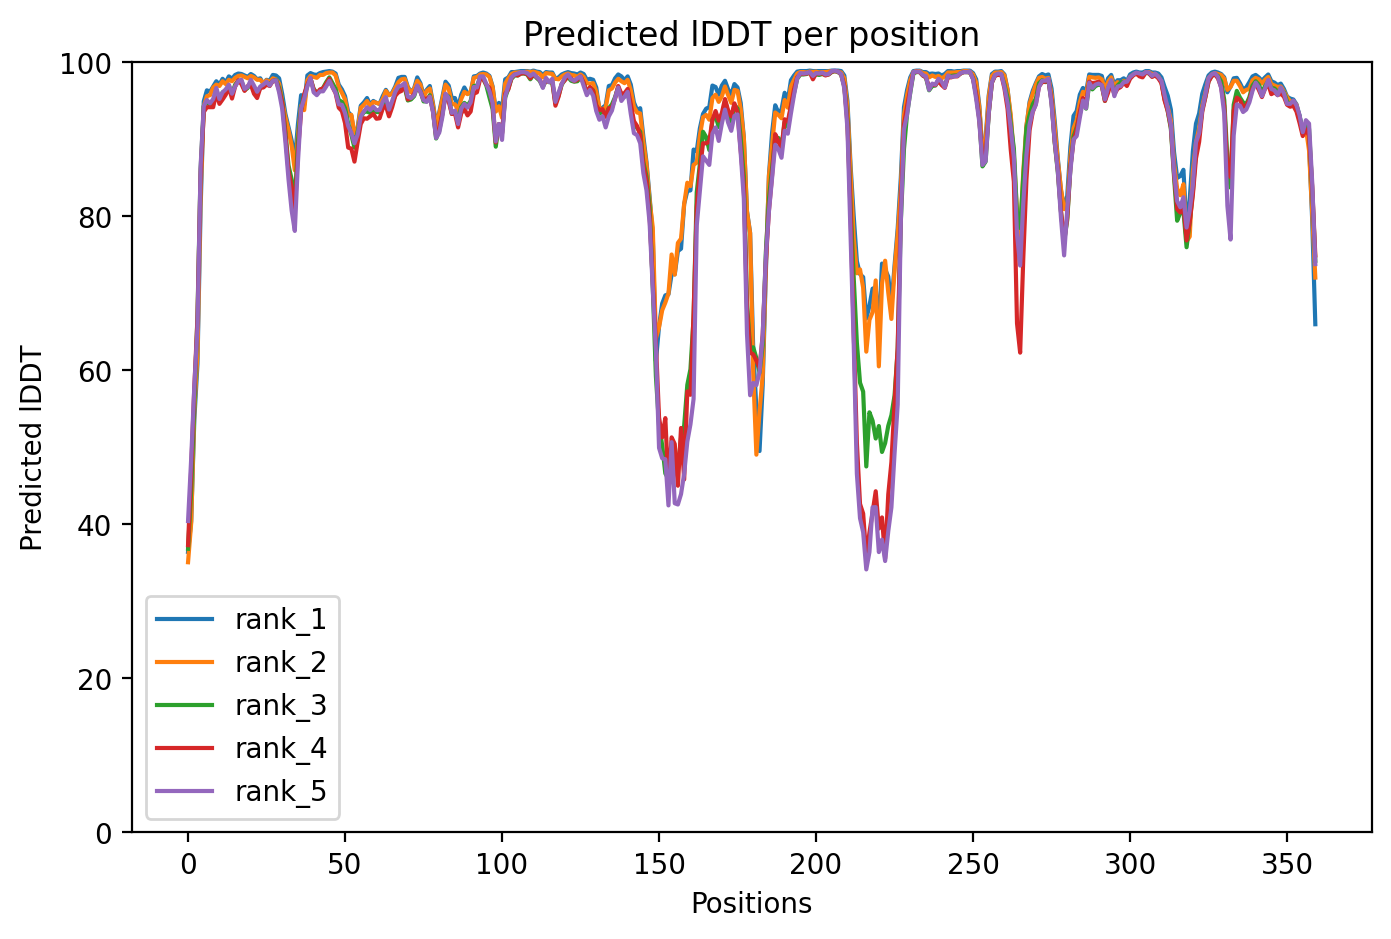 Predicted lDDT per position
100
80
60
40
20
0
Predicted lDDT
rank_1
rank_2
rank_3
rank_4
rank_5
0 50 100 150 200 250 300 350
Positions